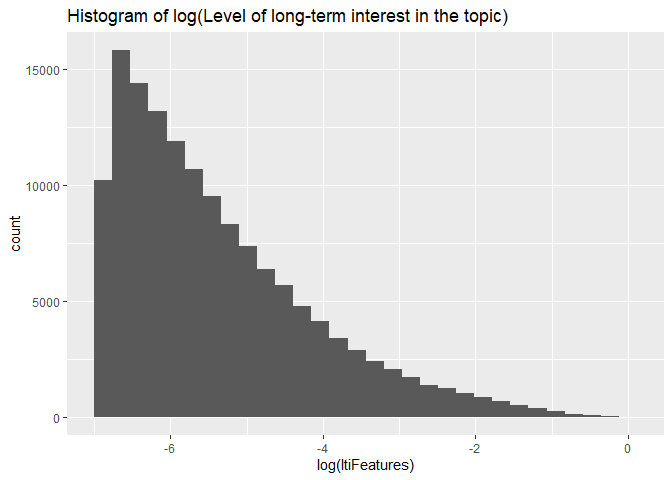 Histogram of log(Level of long-term interest in the topic)
15000
10000
5000
0
count
-6
-4
-2
0
log(ltiFeatures)